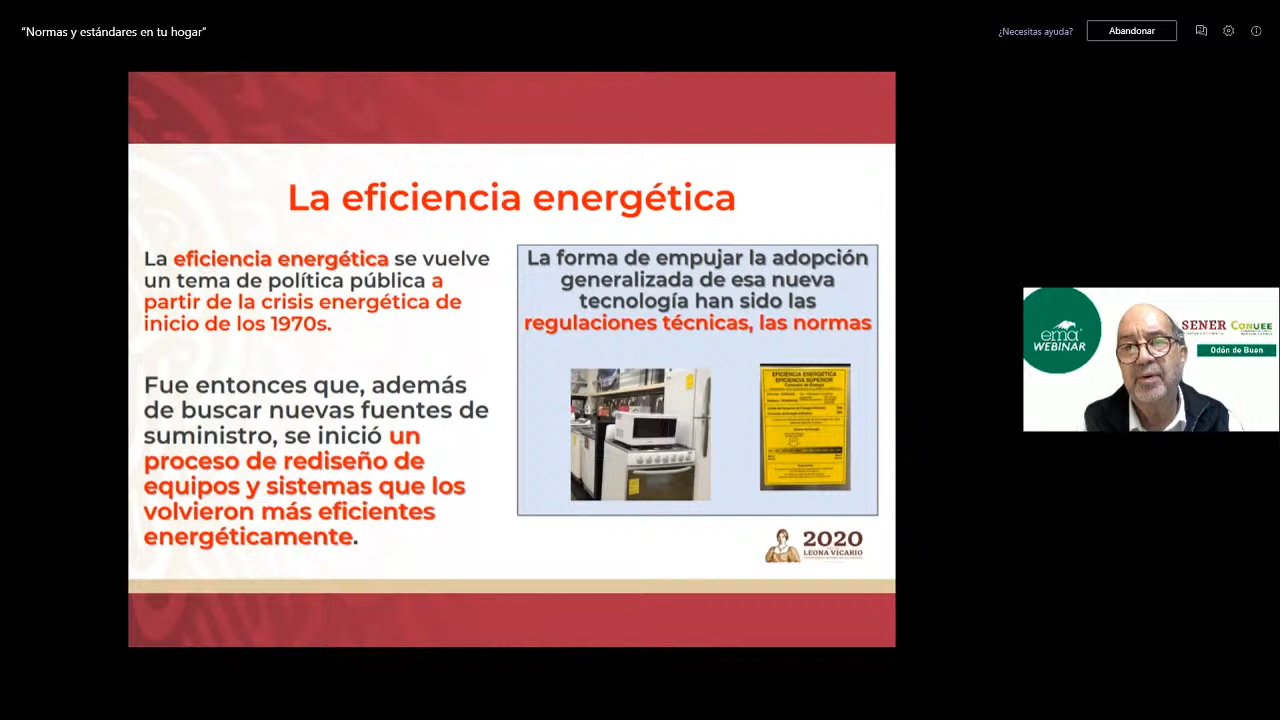 “Normas y estándares en tu hogar”
¿Necesitas ayuda?
Abandonar
La eficiencia energética
La eficiencia energética se vuelve
un tema de política pública a
partir de la crisis energética de
inicio de los 1970s.
Fue entonces que, además
de buscar nuevas fuentes de
suministro, se inició un
proceso de rediseño de
equipos y sistemas que los
volvieron más eficientes
energéticamente.
La forma de empujar la adopción
generalizada de esa nueva
tecnología han sido las
regulaciones técnicas, las normas
EFICIENCIA ENERGÉTICA
EFICIENCIA SUPERIOR
2020
LEONA VICARIO
ema
WEBINAR
SENER CONUEE
Odón de Buen